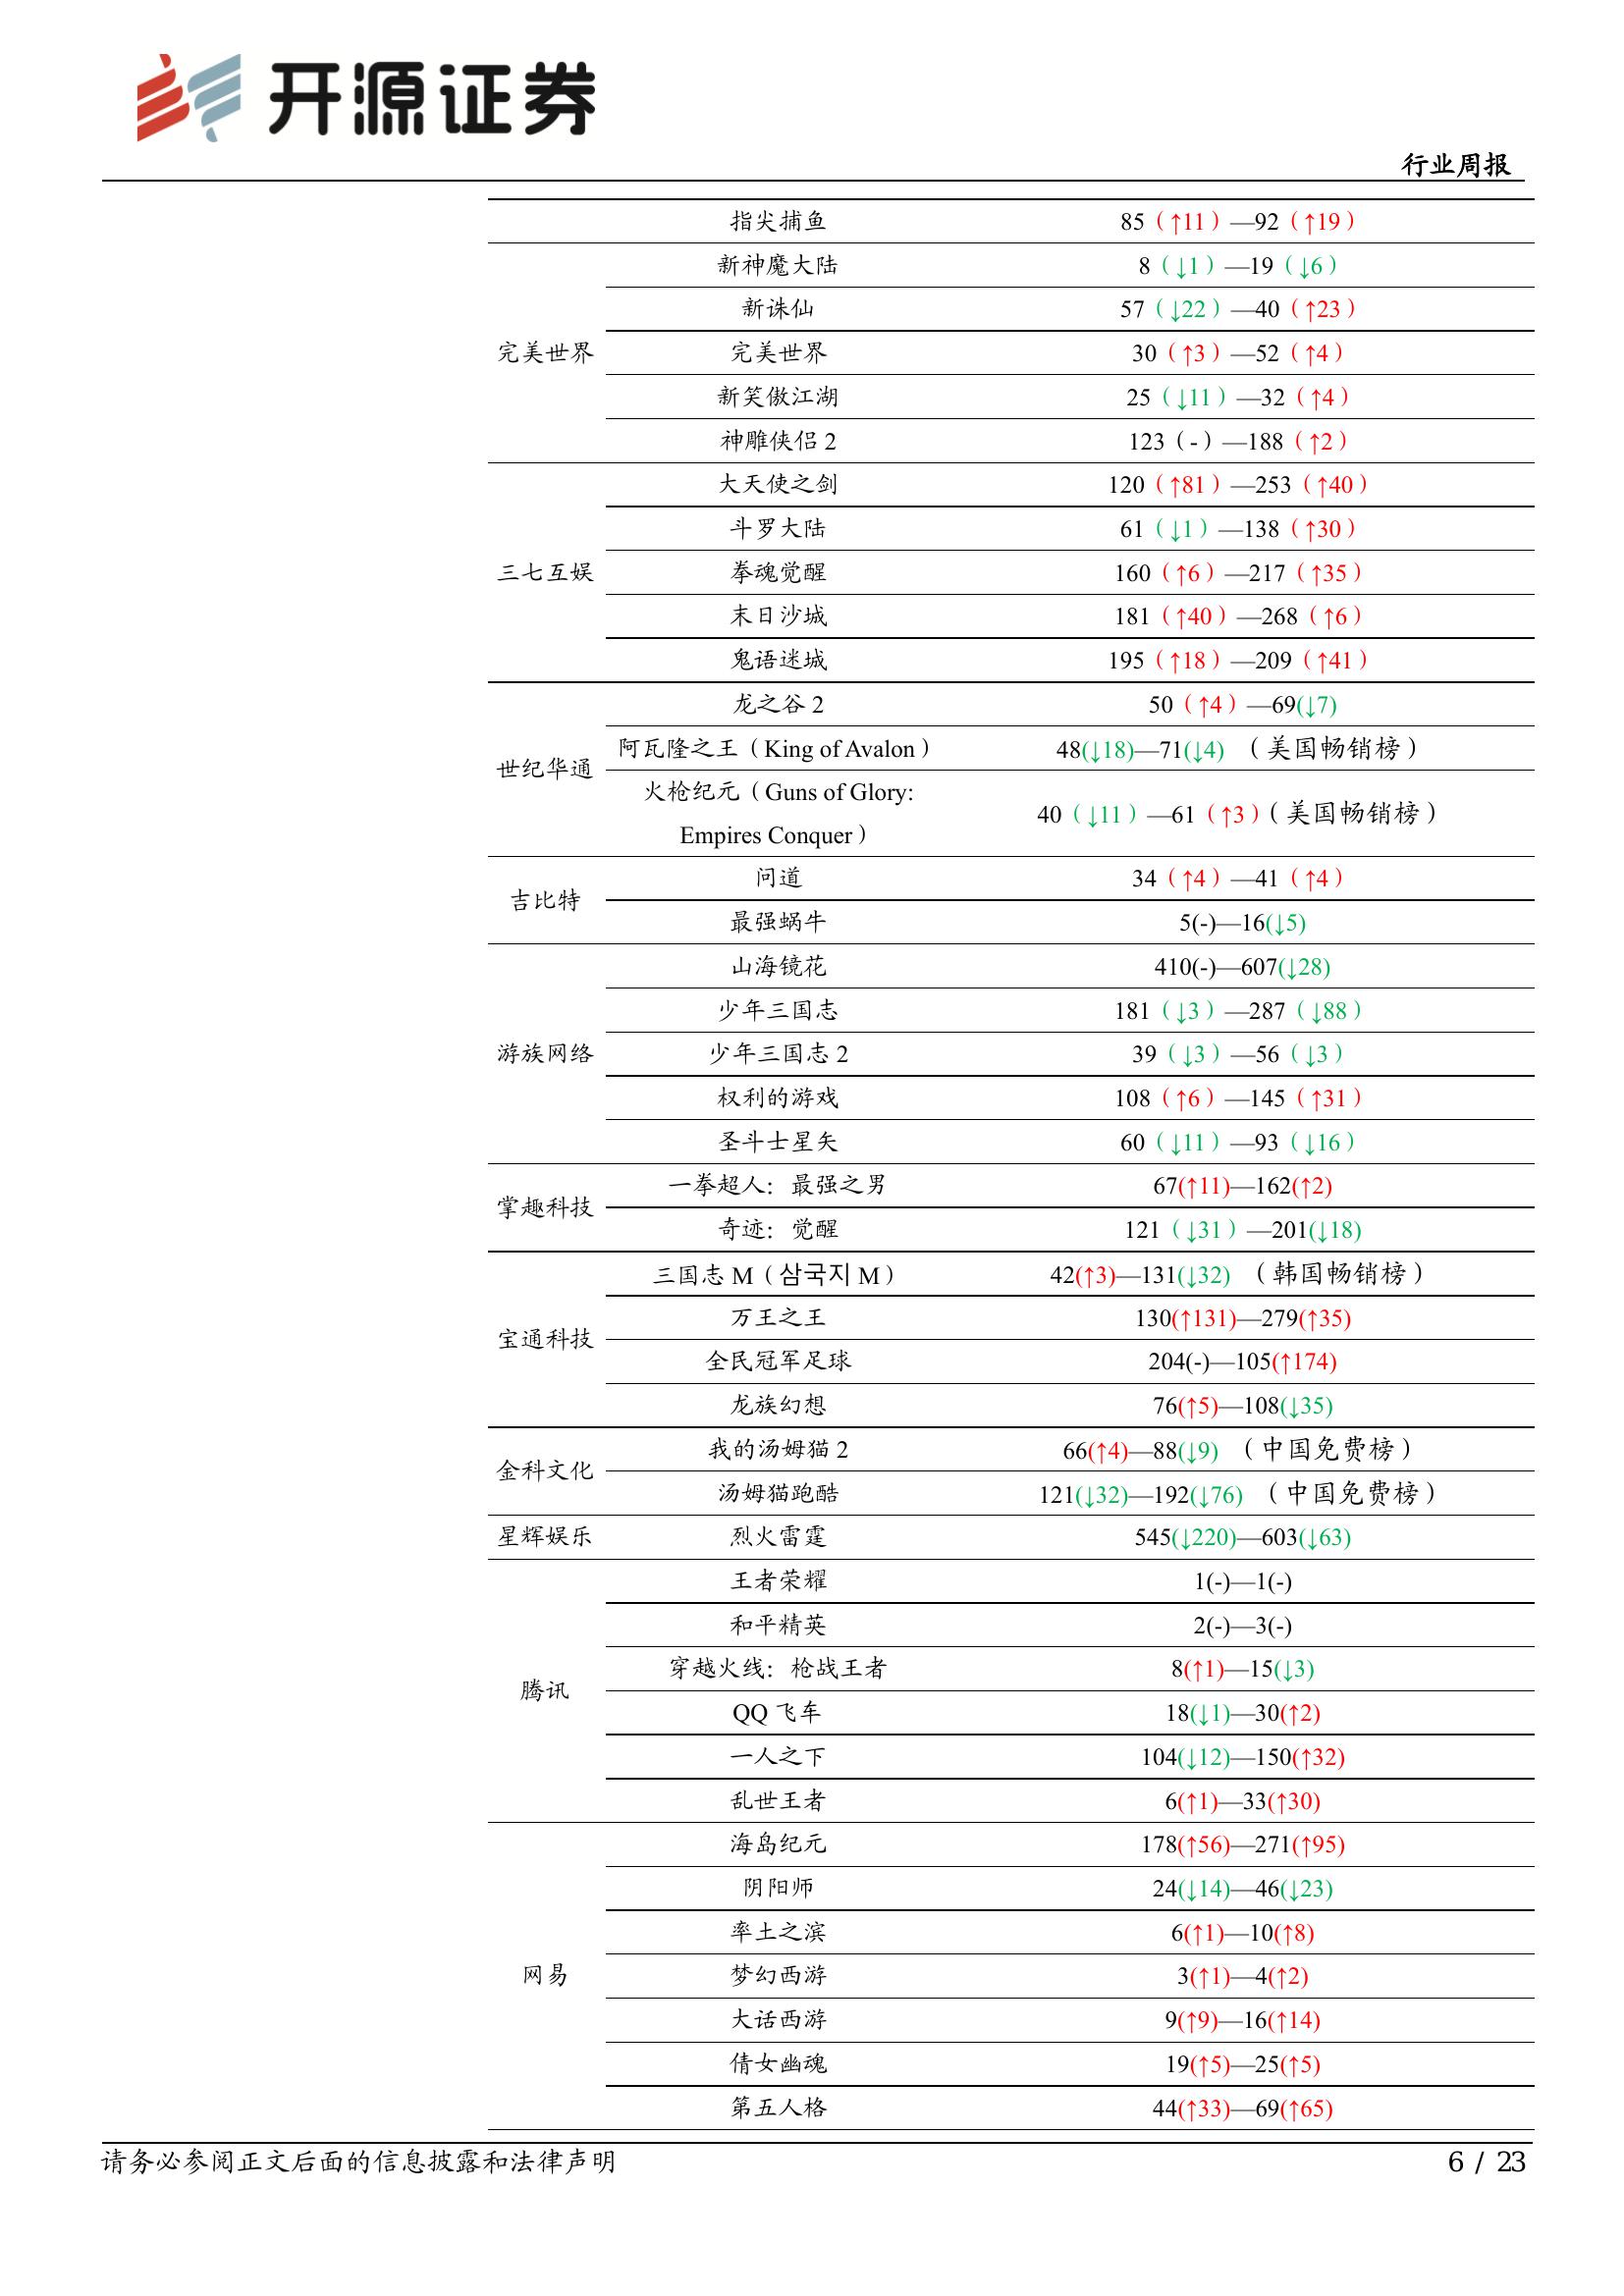 开源证券
行业周报
指尖捕鱼 85（↑11）—92（↑19）
新神魔大陆 8（↓1）—19（↓6）
新诛仙 57（↓22）—40（↑23）
完美世界 完美世界 30（↑3）—52（↑4）
新笑傲江湖 25（↓11）—32（↑4）
神雕侠侣 2 123（-）—188（↑2）
大天使之剑 120（↑81）—253（↑40）
斗罗大陆 61（↓1）—138（↑30）
三七互娱 拳魂觉醒 160（↑6）—217（↑35）
末日沙城 181（↑40）—268（↑6）
鬼语迷城 195（↑18）—209（↑41）
龙之谷 2 50（↑4）—69(↓7)
世纪华通 阿瓦隆之王（King of Avalon） 48(↓18)—71(↓4) （美国畅销榜）
火枪纪元（Guns of Glory:
Empires Conquer） 40（↓11）—61（↑3）（美国畅销榜）
吉比特 问道 34（↑4）—41（↑4）
最强蜗牛 5(-)—16(↓5)
山海镜花 410(-)—607(↓28)
少年三国志 181（↓3）—287（↓88）
游族网络 少年三国志 2 39（↓3）—56（↓3）
权利的游戏 108（↑6）—145（↑31）
圣斗士星矢 60（↓11）—93（↓16）
掌趣科技 一拳超人：最强之男 67(↑11)—162(↑2)
奇迹：觉醒 121（↓31）—201(↓18)
三国志 M（삼국지 M） 42(↑3)—131(↓32) （韩国畅销榜）
宝通科技 万王之王 130(↑131)—279(↑35)
全民冠军足球 204(-)—105(↑174)
龙族幻想 76(↑5)—108(↓35)
金科文化 我的汤姆猫 2 66(↑4)—88(↓9) （中国免费榜）
汤姆猫跑酷 121(↓32)—192(↓76) （中国免费榜）
星辉娱乐 烈火雷霆 545(↓220)—603(↓63)
王者荣耀 1(-)—1(-)
和平精英 2(-)—3(-)
腾讯 穿越火线：枪战王者 8(↑1)—15(↓3)
QQ 飞车 18(↓1)—30(↑2)
一人之下 104(↓12)—150(↑32)
乱世王者 6(↑1)—33(↑30)
海岛纪元 178(↑56)—271(↑95)
阴阳师 24(↓14)—46(↓23)
率土之滨 6(↑1)—10(↑8)
网易 梦幻西游 3(↑1)—4(↑2)
大话西游 9(↑9)—16(↑14)
倩女幽魂 19(↑5)—25(↑5)
第五人格 44(↑33)—69(↑65)
请务必参阅正文后面的信息披露和法律声明 6 / 23